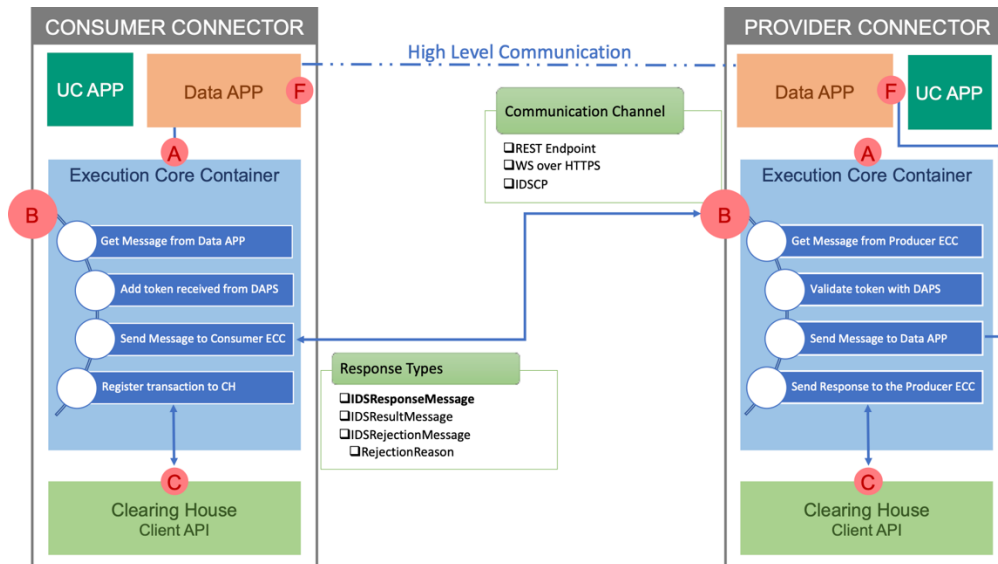 CONSUMER CONNECTOR
UC APP
Data APP
F
A
Execution Core Container
B
Get Message from Data APP
Add token received from DAPS
Send Message to Consumer ECC
Register transaction to CH
C
Clearing House
Client API
High Level Communication
Communication Channel
❑REST Endpoint
❑WS over HTTPS
❑IDSCP
Response Types
❑IDSResponseMessage
❑IDSResultMessage
❑IDSRejectionMessage
❑RejectionReason
PROVIDER CONNECTOR
Data APP
F
UC APP
A
Execution Core Container
B
Get Message from Producer ECC
Validate token with DAPS
Send Message to Data APP
Send Response to the Producer ECC
C
Clearing House
Client API